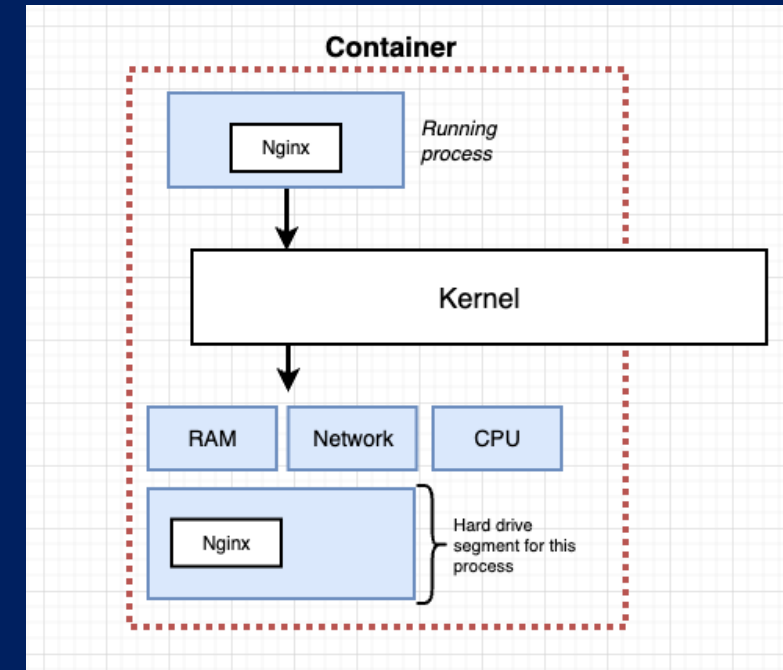 Container
Nginx
Running
process
Kernel
RAM
Network
CPU
Nginx
Hard drive
segment for this
process